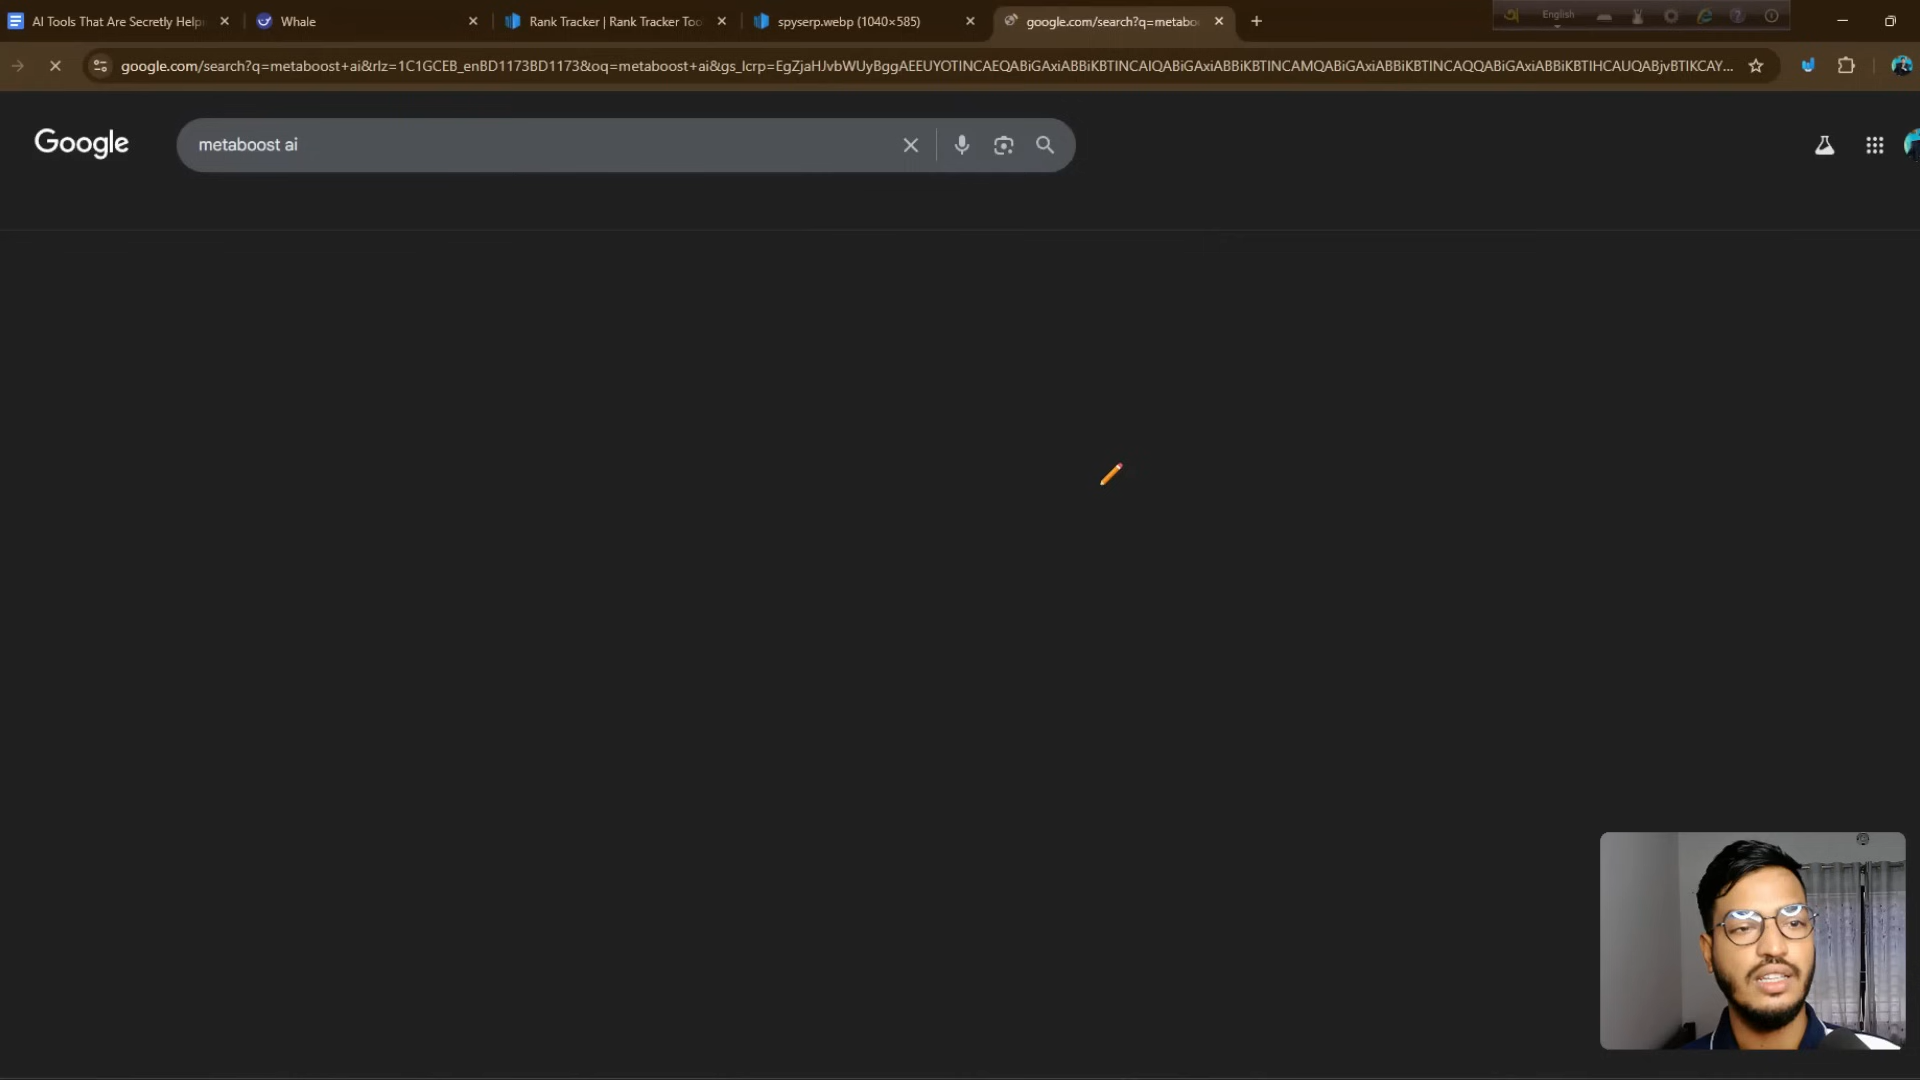 AI Tools That Are Secretly Help
Whale
Rank Tracker | Rank Tracker Too
spyserp.webp (1040×585)
google.com/search?q=metaboo
English
google.com/search?q=metaboost+ai&rlz=1C1GCEB_enBD1173BD1173&oq=metaboost+ai&gs_lcrp=EgZjaHJvbWUyBggAEEUYOTINCAEQABiGAxiABBiKBTINCAIQABiGAxiABBiKBTINCAMQABiGAxiABBiKBTINCAQQABiGAxiABBiKBTIHCAUQABjvBTIKCAY...
Google
metaboost ai